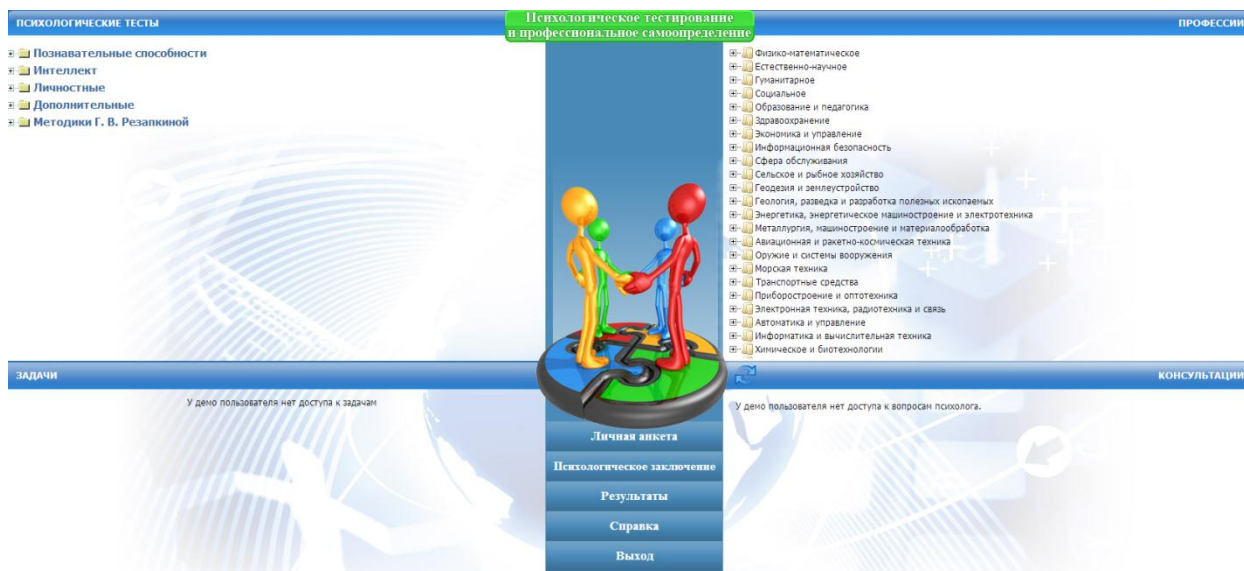 ПСИХОЛОГИЧЕСКИЕ ТЕСТЫ
Психологическое тестирование
и профессиональное самоопределение
ПРОФЕССИИ
Познавательные способности
Интеллект
Личностные
Дополнительные
Методики Г. В. Резапкиной
Физико-математическое
Естественно-научное
Гуманитарное
Социальное
Образование и педагогика
Здравоохранение
Экономика и управление
Информационная безопасность
Сфера обслуживания
Сельское и рыбное хозяйство
Геодезия и землеустройство
Геология, разведка и разработка полезных ископаемых
Энергетика, энергетическое машиностроение и электротехника
Металлургия, машиностроение и материалообработка
Авиационная и ракетно-космическая техника
Оружие и системы вооружения
Морская техника
Транспортные средства
Приборостроение и оптотехника
Электронная техника, радиотехника и связь
Автоматика и управление
Информатика и вычислительная техника
Химическое и биотехнологии
ЗАДАЧИ
У демо пользователя нет доступа к задачам
КОНСУЛЬТАЦИИ
У демо пользователя нет доступа к вопросам психолога.
Личная анкета
Психологическое заключение
Результаты
Справка
Выход